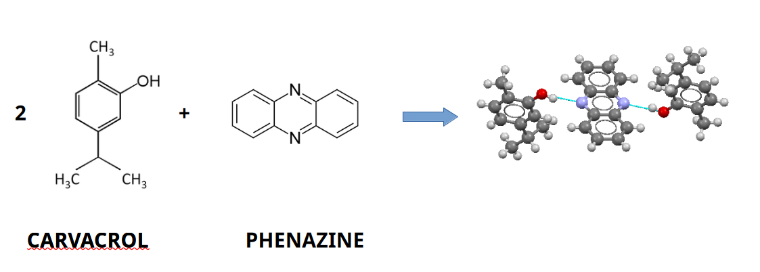 CH3
OH
2
H3C
CH3
+
N
N
CARVACROL
PHENAZINE